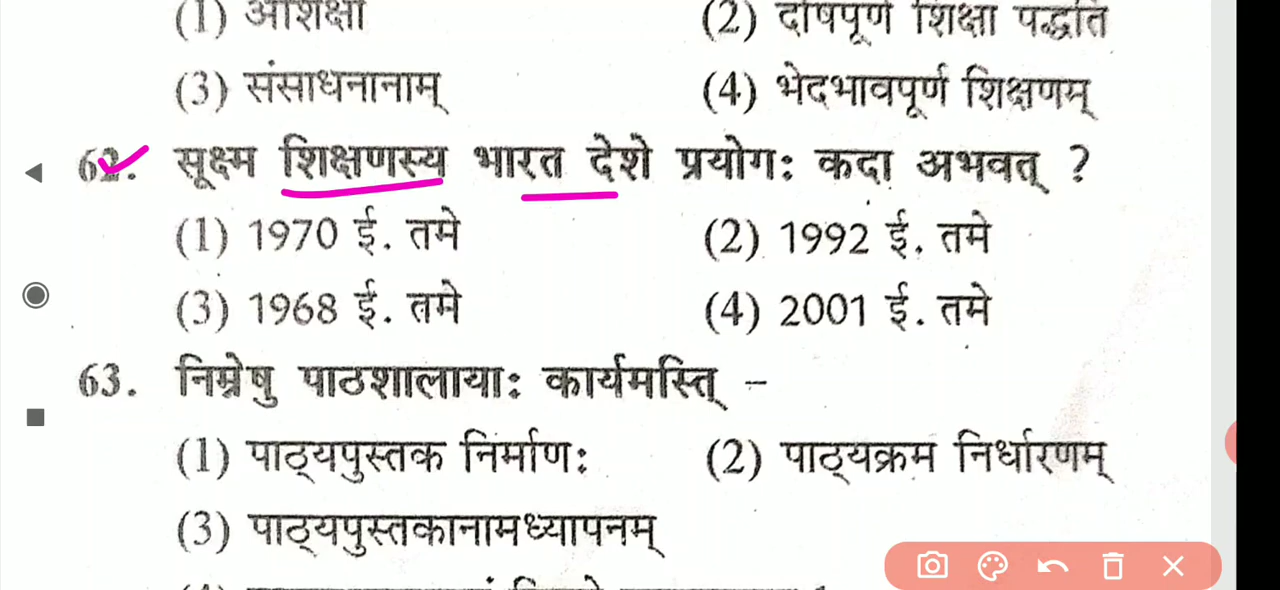 (1) अशिक्षा (2) दोषपूर्ण शिक्षा पद्धति
(3) संसाधनानाम् (4) भेदभावपूर्ण शिक्षणम्
62. सूक्ष्म शिक्षणस्य भारत देशे प्रयोगः कदा अभवत् ?
(1) 1970 ई. तमे (2) 1992 ई. तमे
(3) 1968 ई. तमे (4) 2001 ई. तमे
63. निम्नेषु पाठशालायाः कार्यमस्ति् –
(1) पाठ्यपुस्तक निर्माणः (2) पाठ्यक्रम निर्धारणम्
(3) पाठ्यपुस्तकानामध्यापनम्